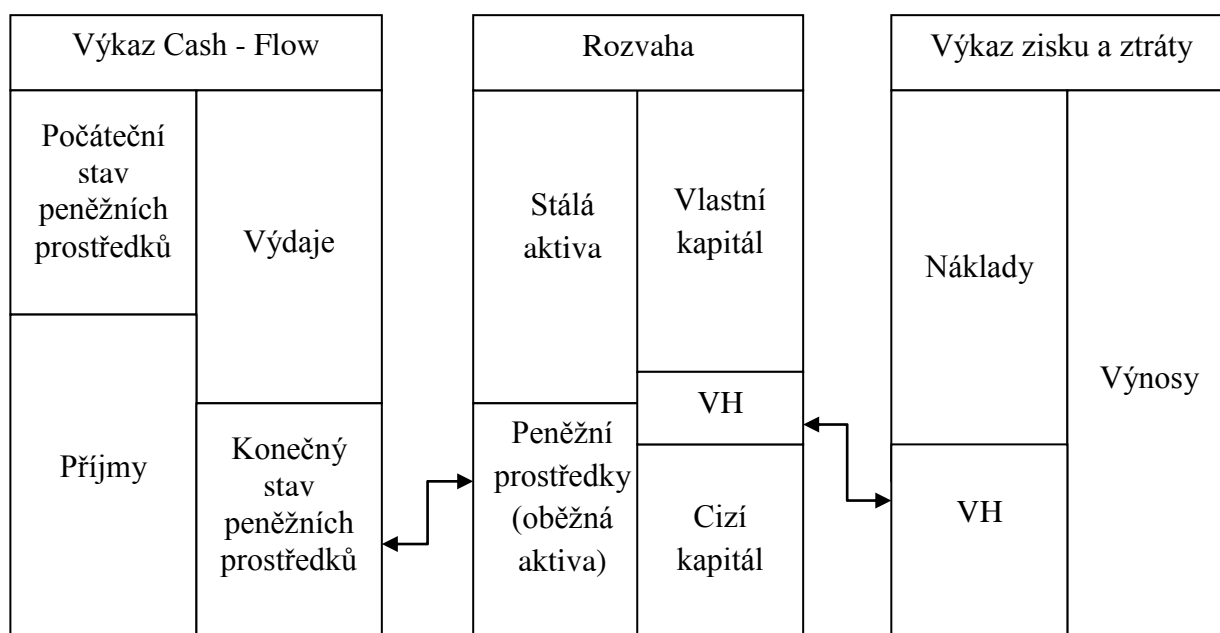 Výkaz Cash - Flow
Počáteční
stav
peněžních
prostředků
Příjmy
Výdaje
Konečný
stav
peněžních
prostředků
Rozvaha
Stálá
aktiva
Peněžní
prostředky
(oběžná
aktiva)
Vlastní
kapitál
VH
Cizí
kapitál
Výkaz zisku a ztráty
Náklady
VH
Výnosy